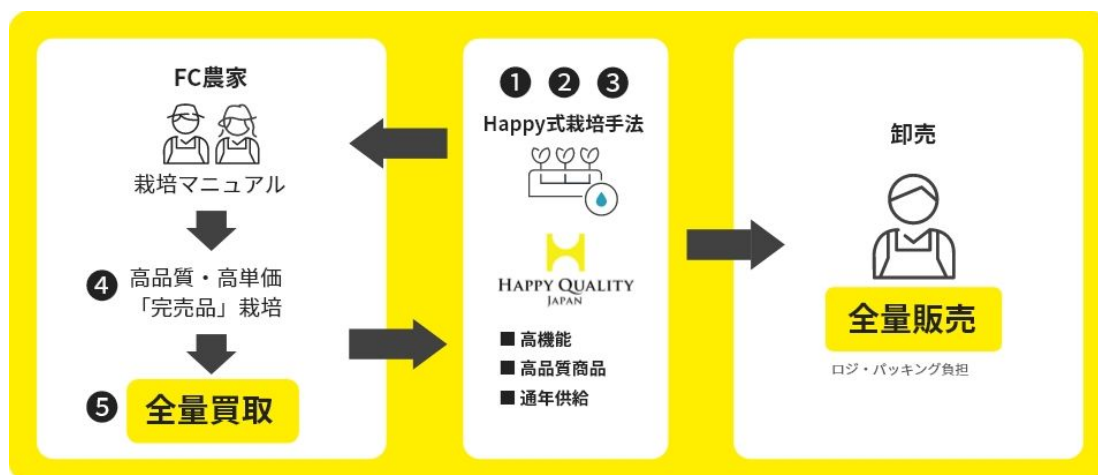 FC農家
栽培マニュアル
❹ 高品質・高単価
「完売品」栽培
❺ 全量買取
❶ ❷ ❸
Happy式栽培手法
HAPPY QUALITY
JAPAN
■ 高機能
■ 高品質商品
■ 通年供給
卸売
全量販売
ロジ・パッキング負担